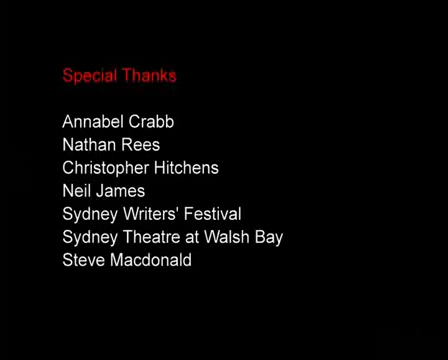 Special Thanks
Annabel Crabb
Nathan Rees
Christopher Hitchens
Neil James
Sydney Writers' Festival
Sydney Theatre at Walsh Bay
Steve Macdonald